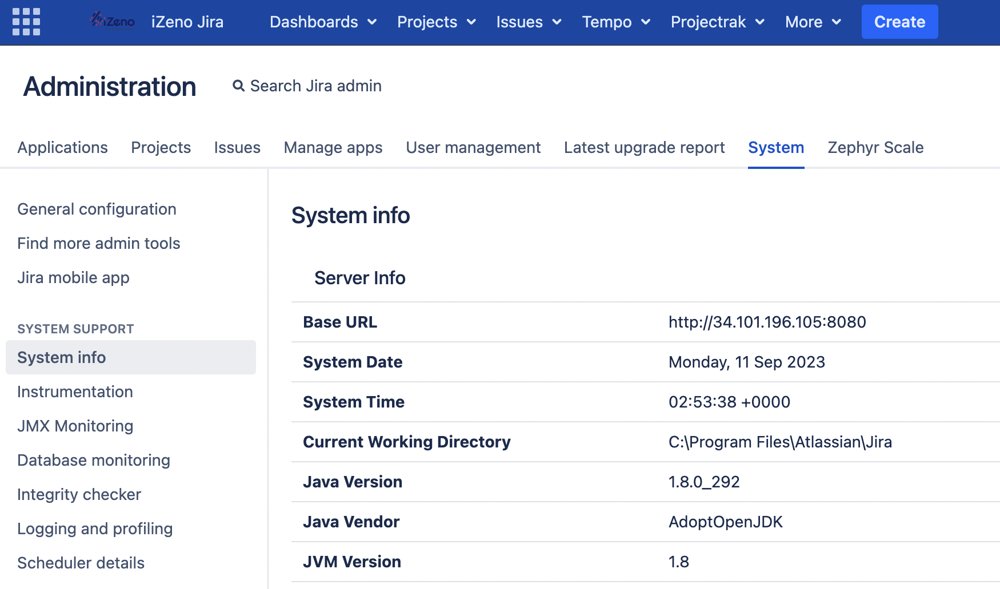 iZeno iZeno Jira Dashboards Projects Issues Tempo Projectrak More Create
Administration Search Jira admin
Applications Projects Issues Manage apps User management Latest upgrade report System Zephyr Scale
General configuration
Find more admin tools
Jira mobile app
SYSTEM SUPPORT
System info
Instrumentation
JMX Monitoring
Database monitoring
Integrity checker
Logging and profiling
Scheduler details
System info
Server Info
Base URL http://34.101.196.105:8080
System Date Monday, 11 Sep 2023
System Time 02:53:38 +0000
Current Working Directory C:\Program Files\Atlassian\Jira
Java Version 1.8.0_292
Java Vendor AdoptOpenJDK
JVM Version 1.8